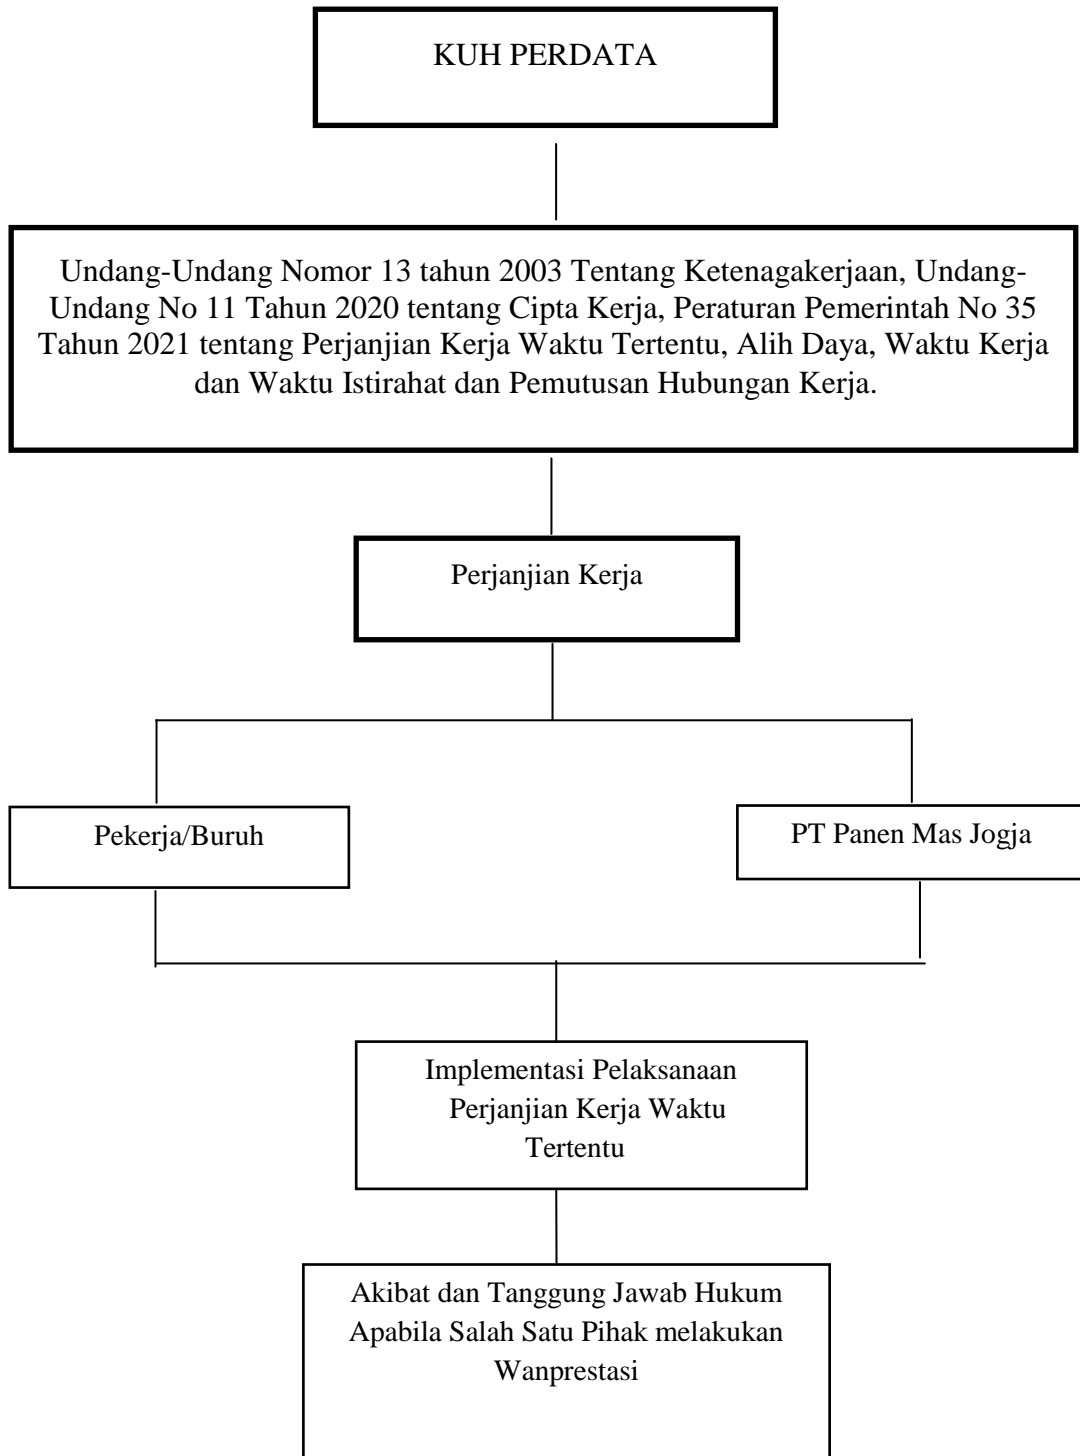 KUH PERDATA
Undang-Undang Nomor 13 tahun 2003 Tentang Ketenagakerjaan, Undang-
Undang No 11 Tahun 2020 tentang Cipta Kerja, Peraturan Pemerintah No 35
Tahun 2021 tentang Perjanjian Kerja Waktu Tertentu, Alih Daya, Waktu Kerja
dan Waktu Istirahat dan Pemutusan Hubungan Kerja.
Perjanjian Kerja
Pekerja/Buruh
PT Panen Mas Jogja
Implementasi Pelaksanaan
Perjanjian Kerja Waktu
Tertentu
Akibat dan Tanggung Jawab Hukum
Apabila Salah Satu Pihak melakukan
Wanprestasi